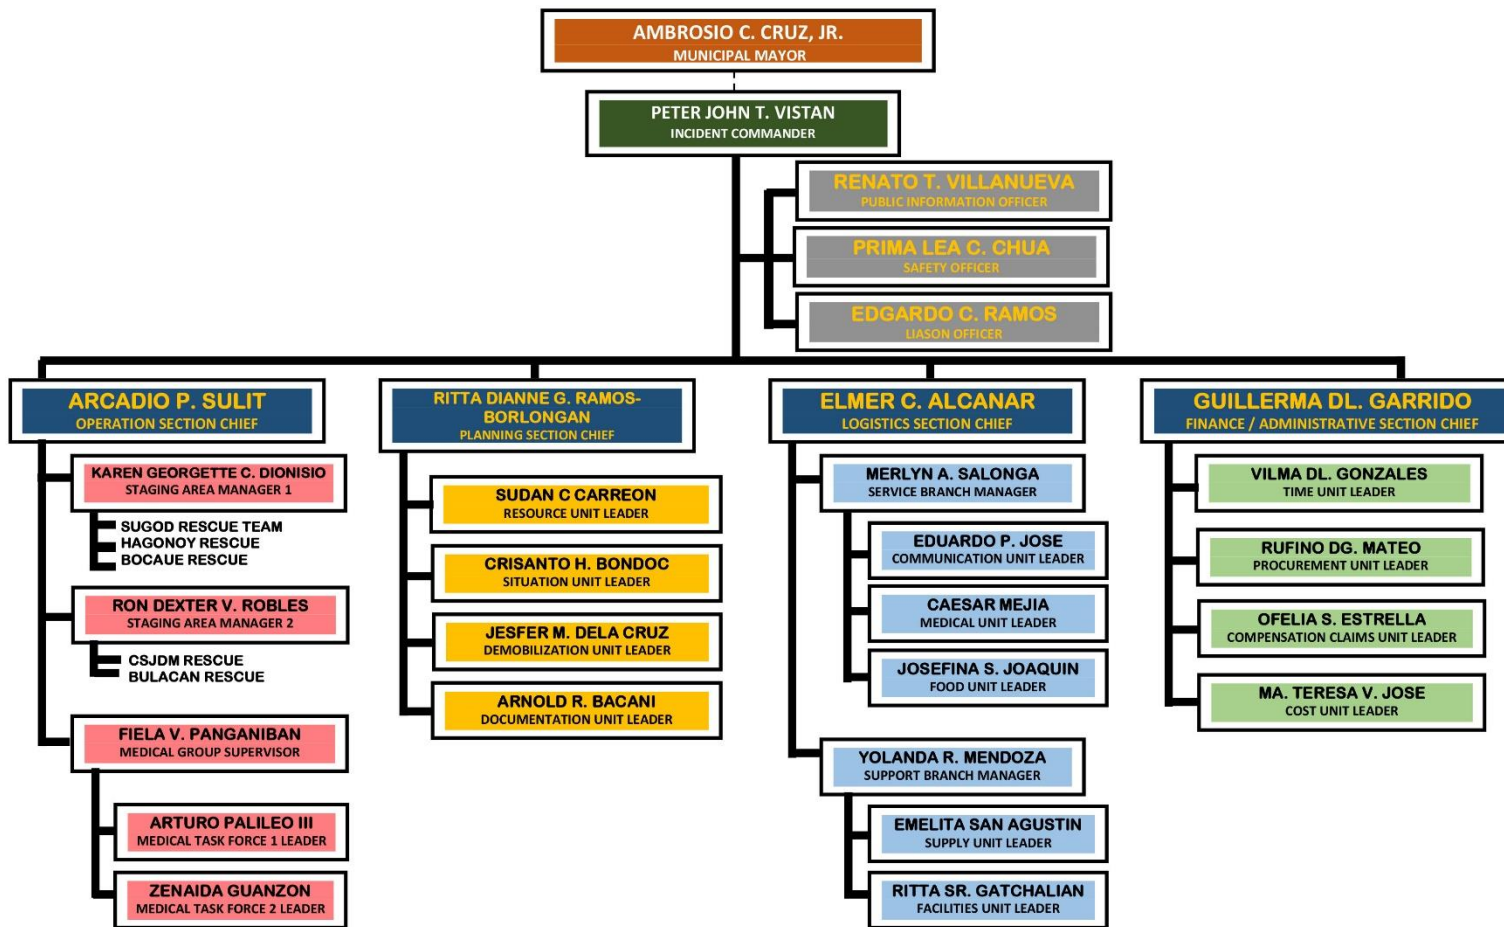 AMBROSIO C. CRUZ, JR.
MUNICIPAL MAYOR
PETER JOHN T. VISTAN
INCIDENT COMMANDER
RENATO T. VILLANUEVA
PUBLIC INFORMATION OFFICER
PRIMA LEA C. CHUA
SAFETY OFFICER
EDGARDO C. RAMOS
LIASON OFFICER
ARCADIO P. SULIT
OPERATION SECTION CHIEF
KAREN GEORGETTE C. DIONISIO
STAGING AREA MANAGER 1
SUGOD RESCUE TEAM
HAGONOY RESCUE
BOCAUE RESCUE
RON DEXTER V. ROBLES
STAGING AREA MANAGER 2
CSJDM RESCUE
BULACAN RESCUE
FIELA V. PANGANIBAN
MEDICAL GROUP SUPERVISOR
ARTURO PALILEO III
MEDICAL TASK FORCE 1 LEADER
ZENAIDA GUANZON
MEDICAL TASK FORCE 2 LEADER
RITTA DIANNE G. RAMOS-
BORLONGAN
PLANNING SECTION CHIEF
SUDAN C CARREON
RESOURCE UNIT LEADER
CRISANTO H. BONDOC
SITUATION UNIT LEADER
JESFER M. DELA CRUZ
DEMOBILIZATION UNIT LEADER
ARNOLD R. BACANI
DOCUMENTATION UNIT LEADER
ELMER C. ALCANAR
LOGISTICS SECTION CHIEF
MERLYN A. SALONGA
SERVICE BRANCH MANAGER
EDUARDO P. JOSE
COMMUNICATION UNIT LEADER
CAESAR MEJIA
MEDICAL UNIT LEADER
JOSEFINA S. JOAQUIN
FOOD UNIT LEADER
YOLANDA R. MENDOZA
SUPPORT BRANCH MANAGER
EMELITA SAN AGUSTIN
SUPPLY UNIT LEADER
RITTA SR. GATCHALIAN
FACILITIES UNIT LEADER
GUILLERMA DL. GARRIDO
FINANCE / ADMINISTRATIVE SECTION CHIEF
VILMA DL. GONZALES
TIME UNIT LEADER
RUFINO DG. MATEO
PROCUREMENT UNIT LEADER
OFELIA S. ESTRELLA
COMPENSATION CLAIMS UNIT LEADER
MA. TERESA V. JOSE
COST UNIT LEADER